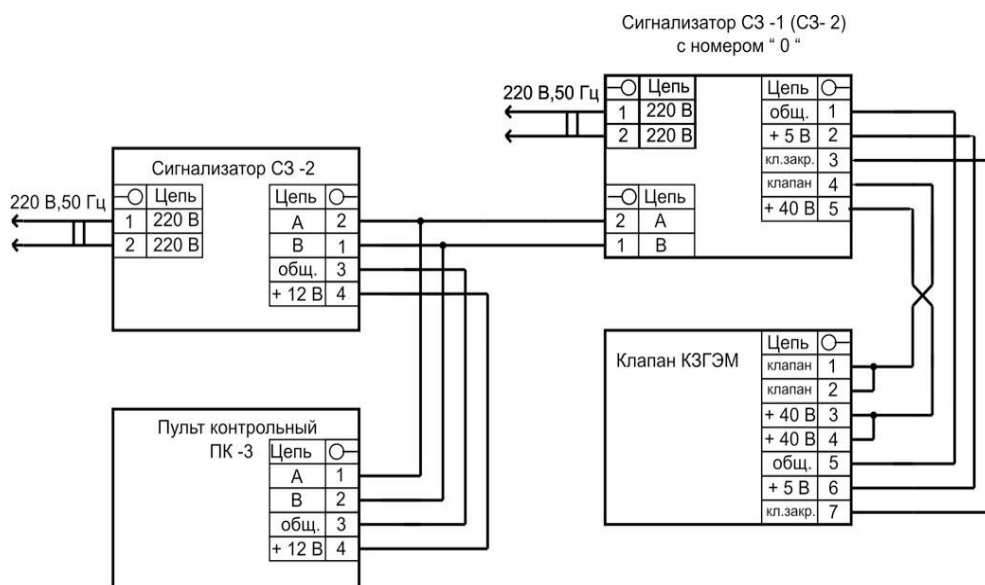 Сигнализатор СЗ -1 (СЗ- 2)
с номером " 0 "
220 В,50 Гц
Цепь
1 220 В
2 220 В
Цепь
2 А
1 В
Цепь
общ. 1
+ 5 В 2
кл.закр. 3
клапан 4
+ 40 В 5
Сигнализатор СЗ -2
220 В,50 Гц
Цепь
1 220 В
2 220 В
Цепь
А 2
В 1
общ. 3
+ 12 В 4
Клапан КЗГЭМ
Цепь
клапан 1
клапан 2
+ 40 В 3
+ 40 В 4
общ. 5
+ 5 В 6
кл.закр. 7
Пульт контрольный
ПК -3
Цепь
А 1
В 2
общ. 3
+ 12 В 4